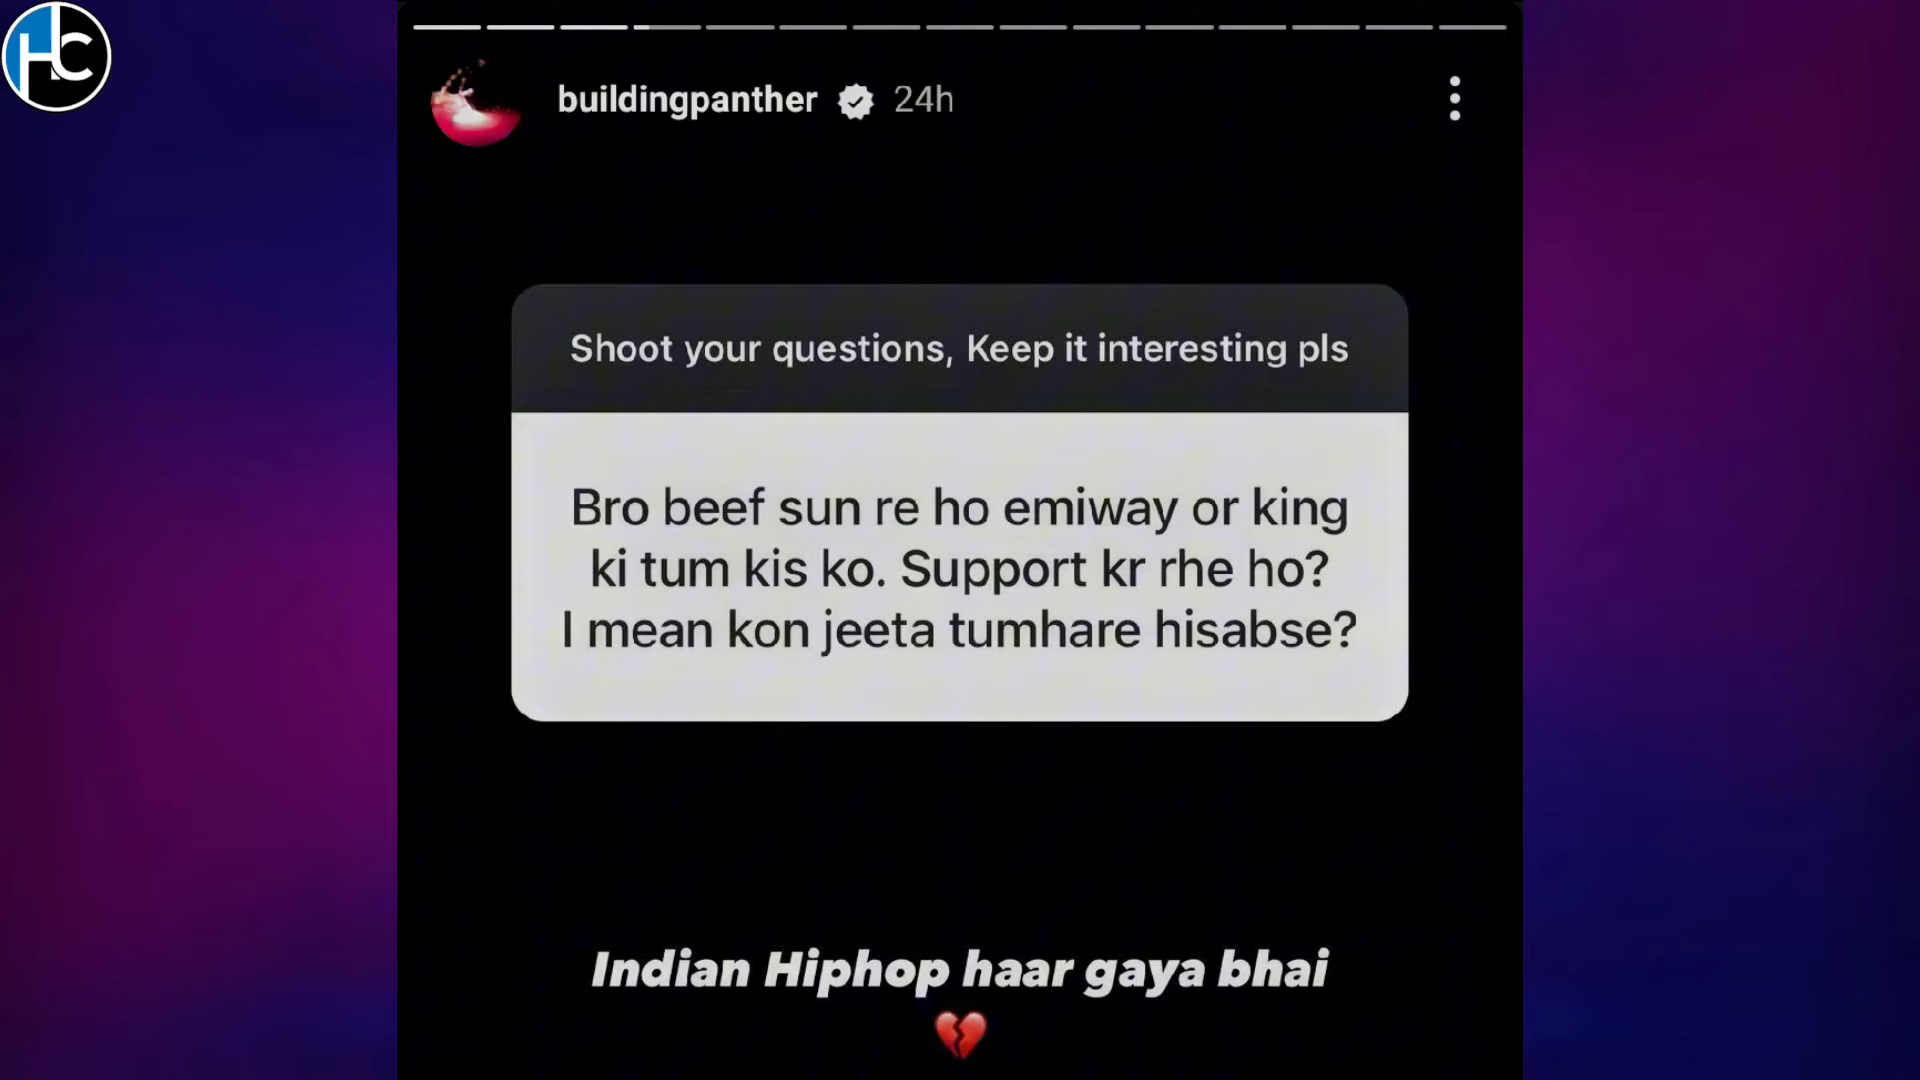 HC
buildingpanther 24h
Shoot your questions, Keep it interesting pls
Bro beef sun re ho emiway or king
ki tum kis ko. Support kr rhe ho?
I mean kon jeeta tumhare hisabse?
Indian Hiphop haar gaya bhai
💔